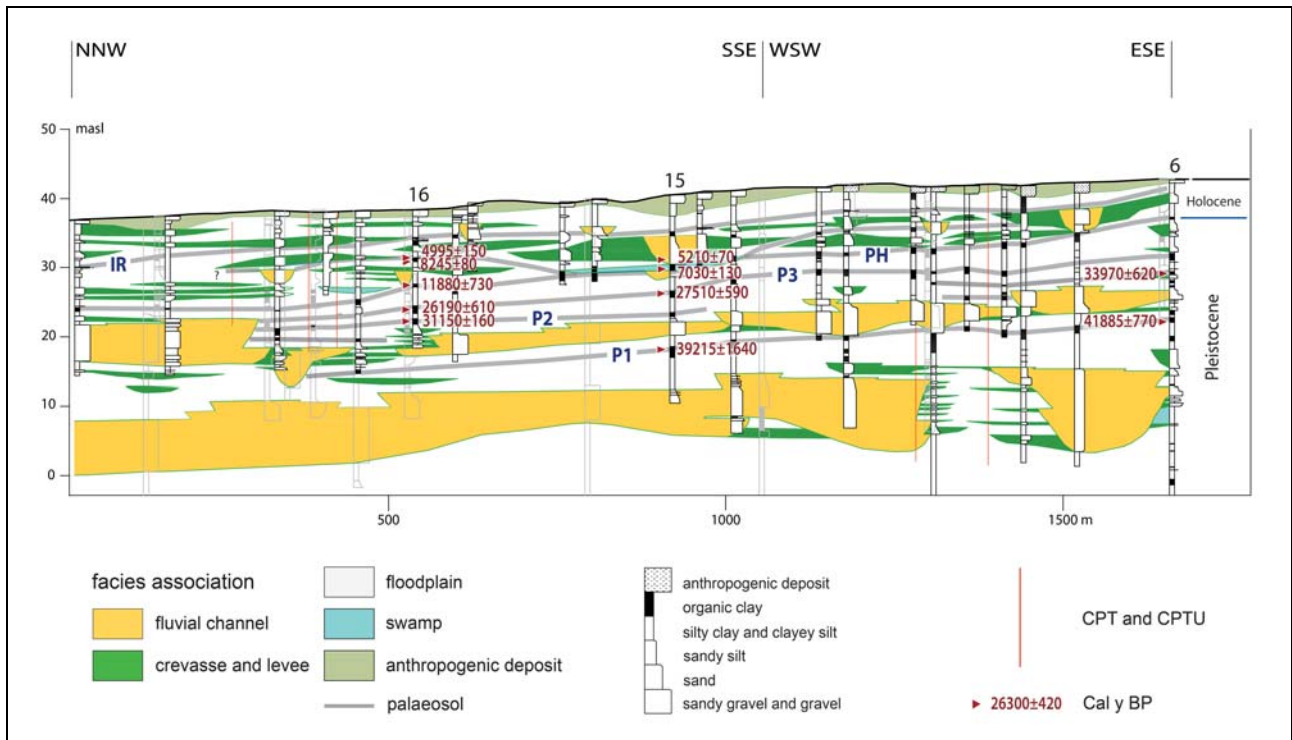 NNW
SSE WSW
ESE
50 masl
40
30
20
10
0
16
15
6
Holocene
Pleistocene
IR
?
4995±150
8245±80
11880±730
26190±610
31150±160
P2
P1
5210±70
7030±130
27510±590
39215±1640
P3
PH
33970±620
41885±770
500
1000
1500 m
facies association
fluvial channel
crevasse and levee
floodplain
swamp
anthropogenic deposit
palaeosol
anthropogenic deposit
organic clay
silty clay and clayey silt
sandy silt
sand
sandy gravel and gravel
CPT and CPTU
26300±420 Cal y BP